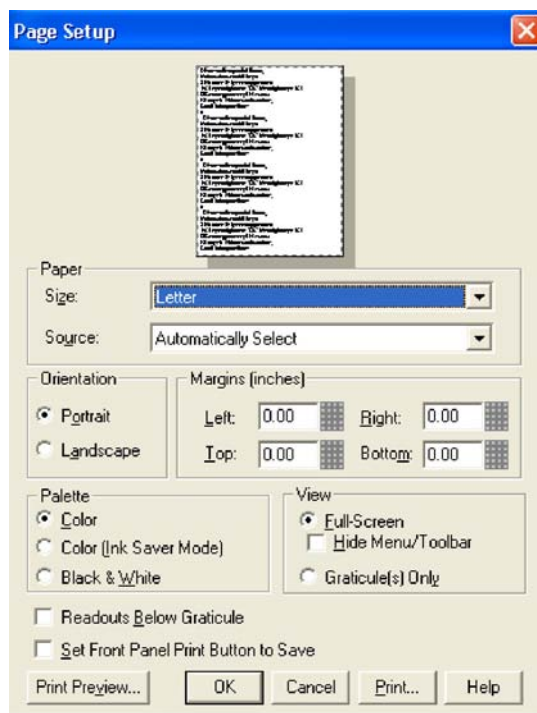 Page Setup
Paper
Size: Letter
Source: Automatically Select
Orientation
Portrait
Landscape
Margins (inches)
Left: 0.00 Right: 0.00
Top: 0.00 Bottom: 0.00
Palette
Color
Color (Ink Saver Mode)
Black & White
View
Full-Screen
Hide Menu/Toolbar
Graticule(s) Only
Readouts Below Graticule
Set Front Panel Print Button to Save
Print Preview... OK Cancel Print... Help